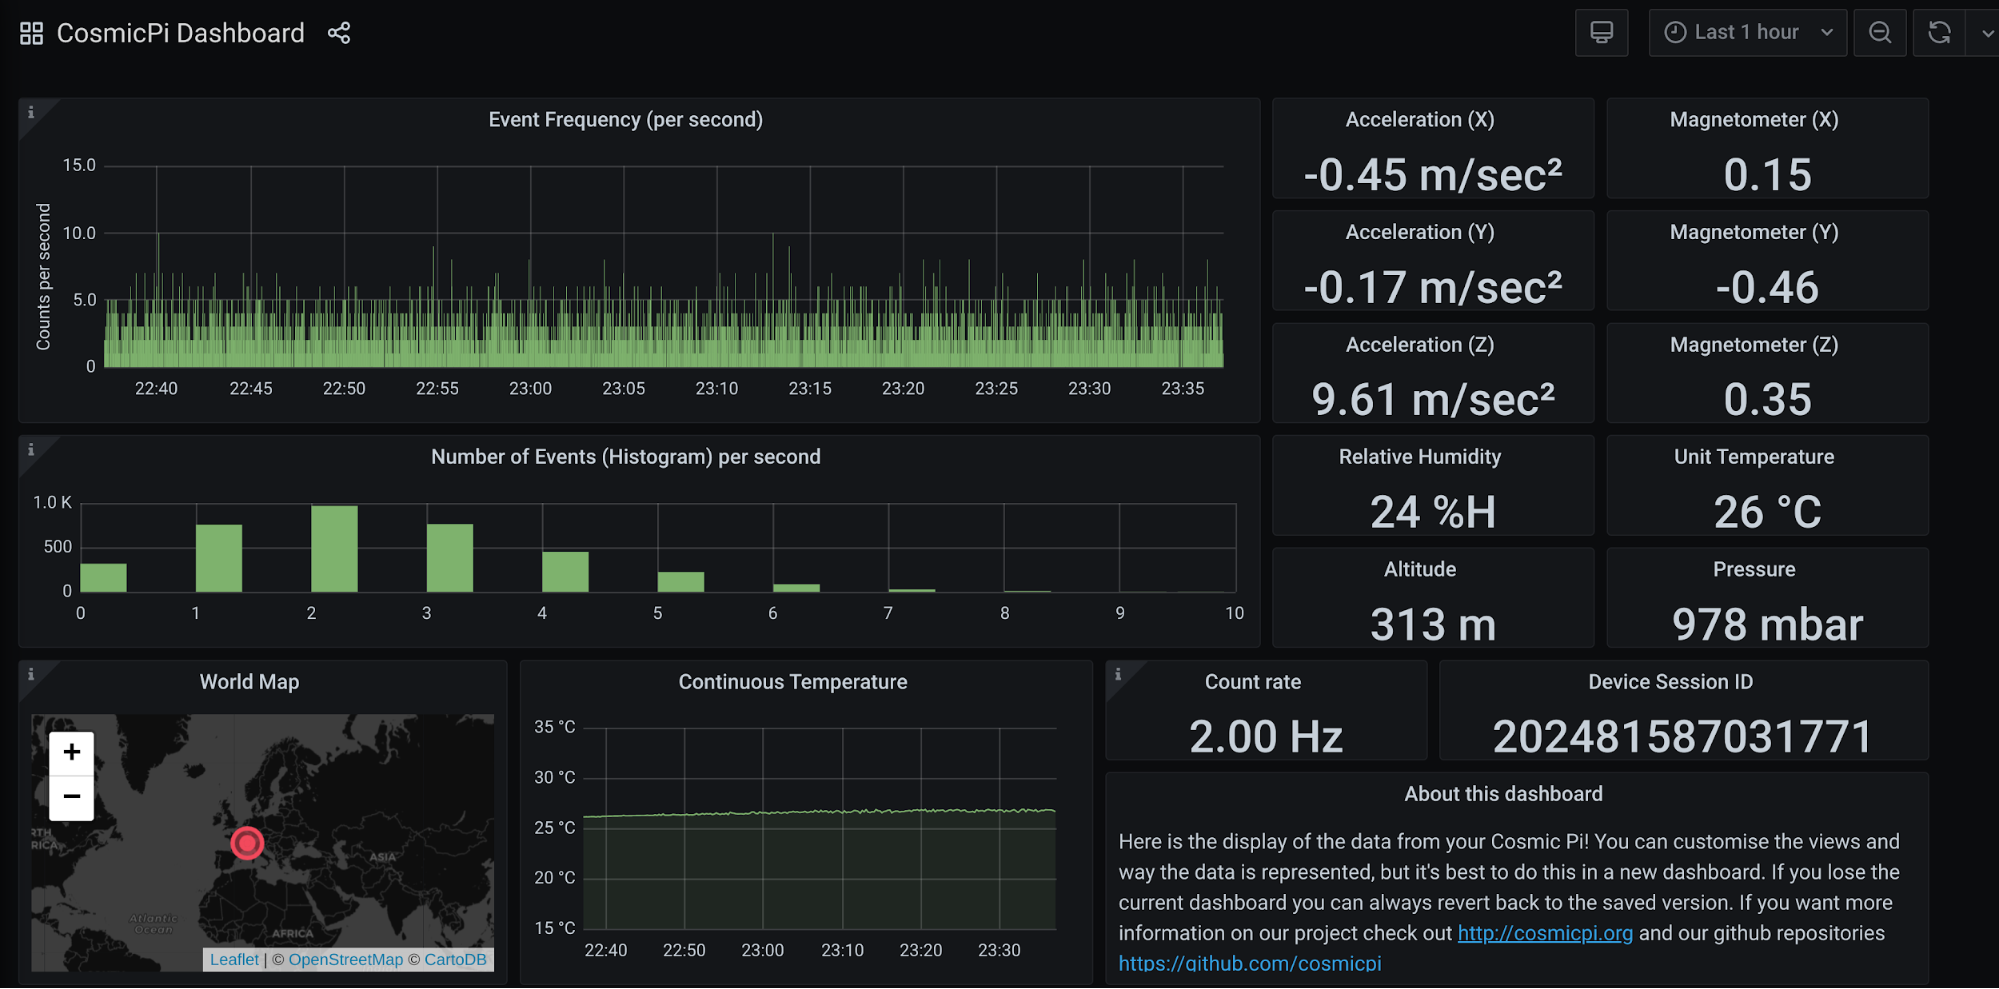 CosmicPi Dashboard
Last 1 hour
Event Frequency (per second)
Counts per second
15.0
10.0
5.0
0
22:40 22:45 22:50 22:55 23:00 23:05 23:10 23:15 23:20 23:25 23:30 23:35
Acceleration (X)
-0.45 m/sec²
Magnetometer (X)
0.15
Acceleration (Y)
-0.17 m/sec²
Magnetometer (Y)
-0.46
Acceleration (Z)
9.61 m/sec²
Magnetometer (Z)
0.35
Number of Events (Histogram) per second
1.0 K
500
0
0 1 2 3 4 5 6 7 8 9 10
Relative Humidity
24 %H
Unit Temperature
26 °C
Altitude
313 m
Pressure
978 mbar
World Map
+
−
RTH
RICA
ASIA
Atlantic
Ocean
AFRICA
Leaflet | © OpenStreetMap © CartoDB
Continuous Temperature
35 °C
30 °C
25 °C
20 °C
15 °C
22:40 22:50 23:00 23:10 23:20 23:30
Count rate
2.00 Hz
Device Session ID
202481587031771
About this dashboard
Here is the display of the data from your Cosmic Pi! You can customise the views and
way the data is represented, but it's best to do this in a new dashboard. If you lose the
current dashboard you can always revert back to the saved version. If you want more
information on our project check out http://cosmicpi.org and our github repositories
https://github.com/cosmicpi